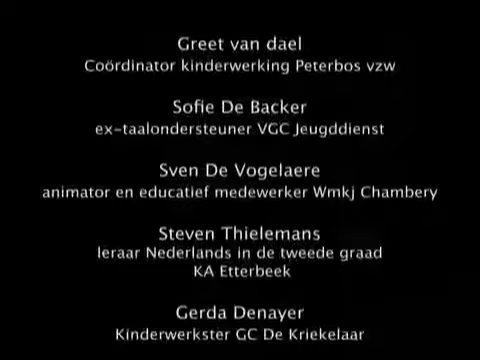 Greet van dael
Coördinator kinderwerking Peterbos vzw
Sofie De Backer
ex-taalondersteuner VGC Jeugddienst
Sven De Vogelaere
animator en educatief medewerker Wmkj Chambery
Steven Thielemans
leraar Nederlands in de tweede graad
KA Etterbeek
Gerda Denayer
Kinderwerkster GC De Kriekelaar